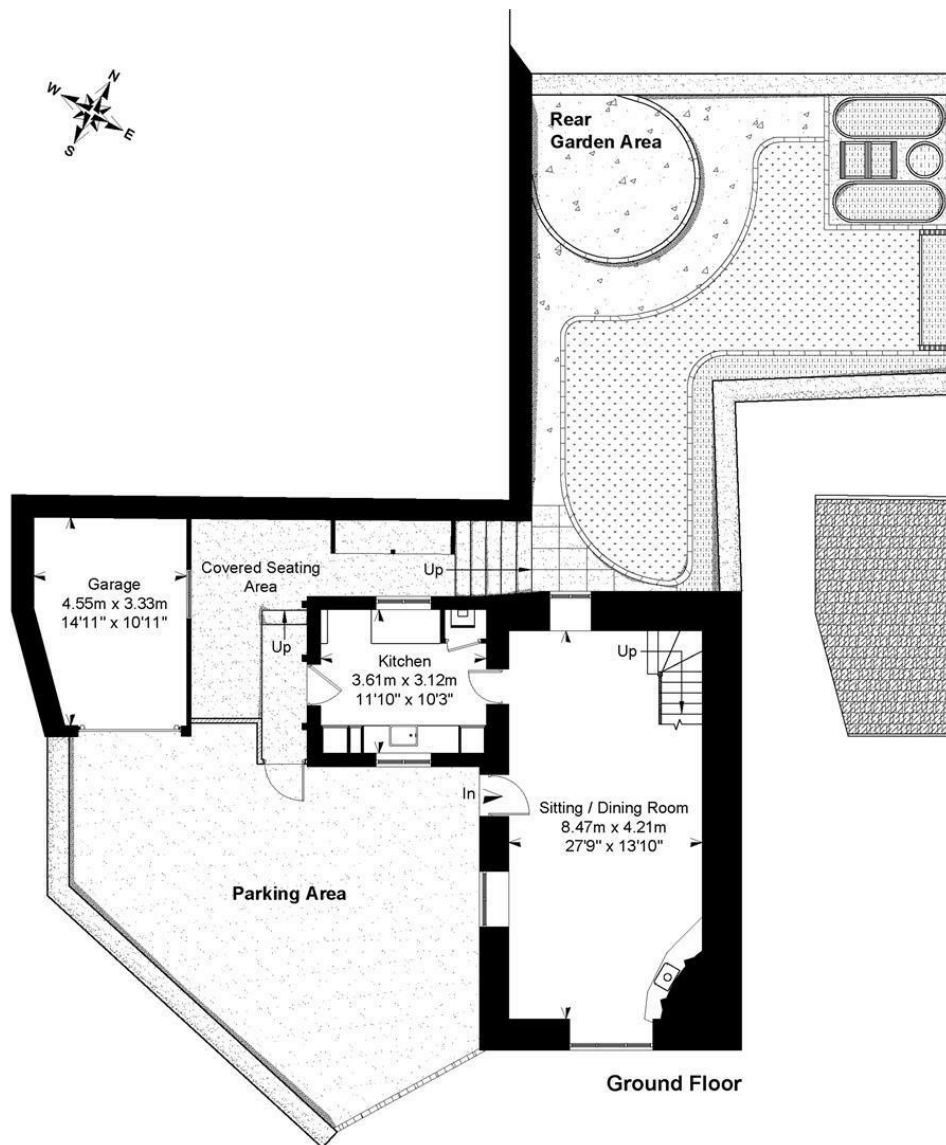 N
W
E
S
Rear
Garden Area
Covered Seating
Area
Garage
4.55m x 3.33m
14'11" x 10'11"
Up
Up
Kitchen
3.61m x 3.12m
11'10" x 10'3"
Up
In
Sitting / Dining Room
8.47m x 4.21m
27'9" x 13'10"
Parking Area
Ground Floor